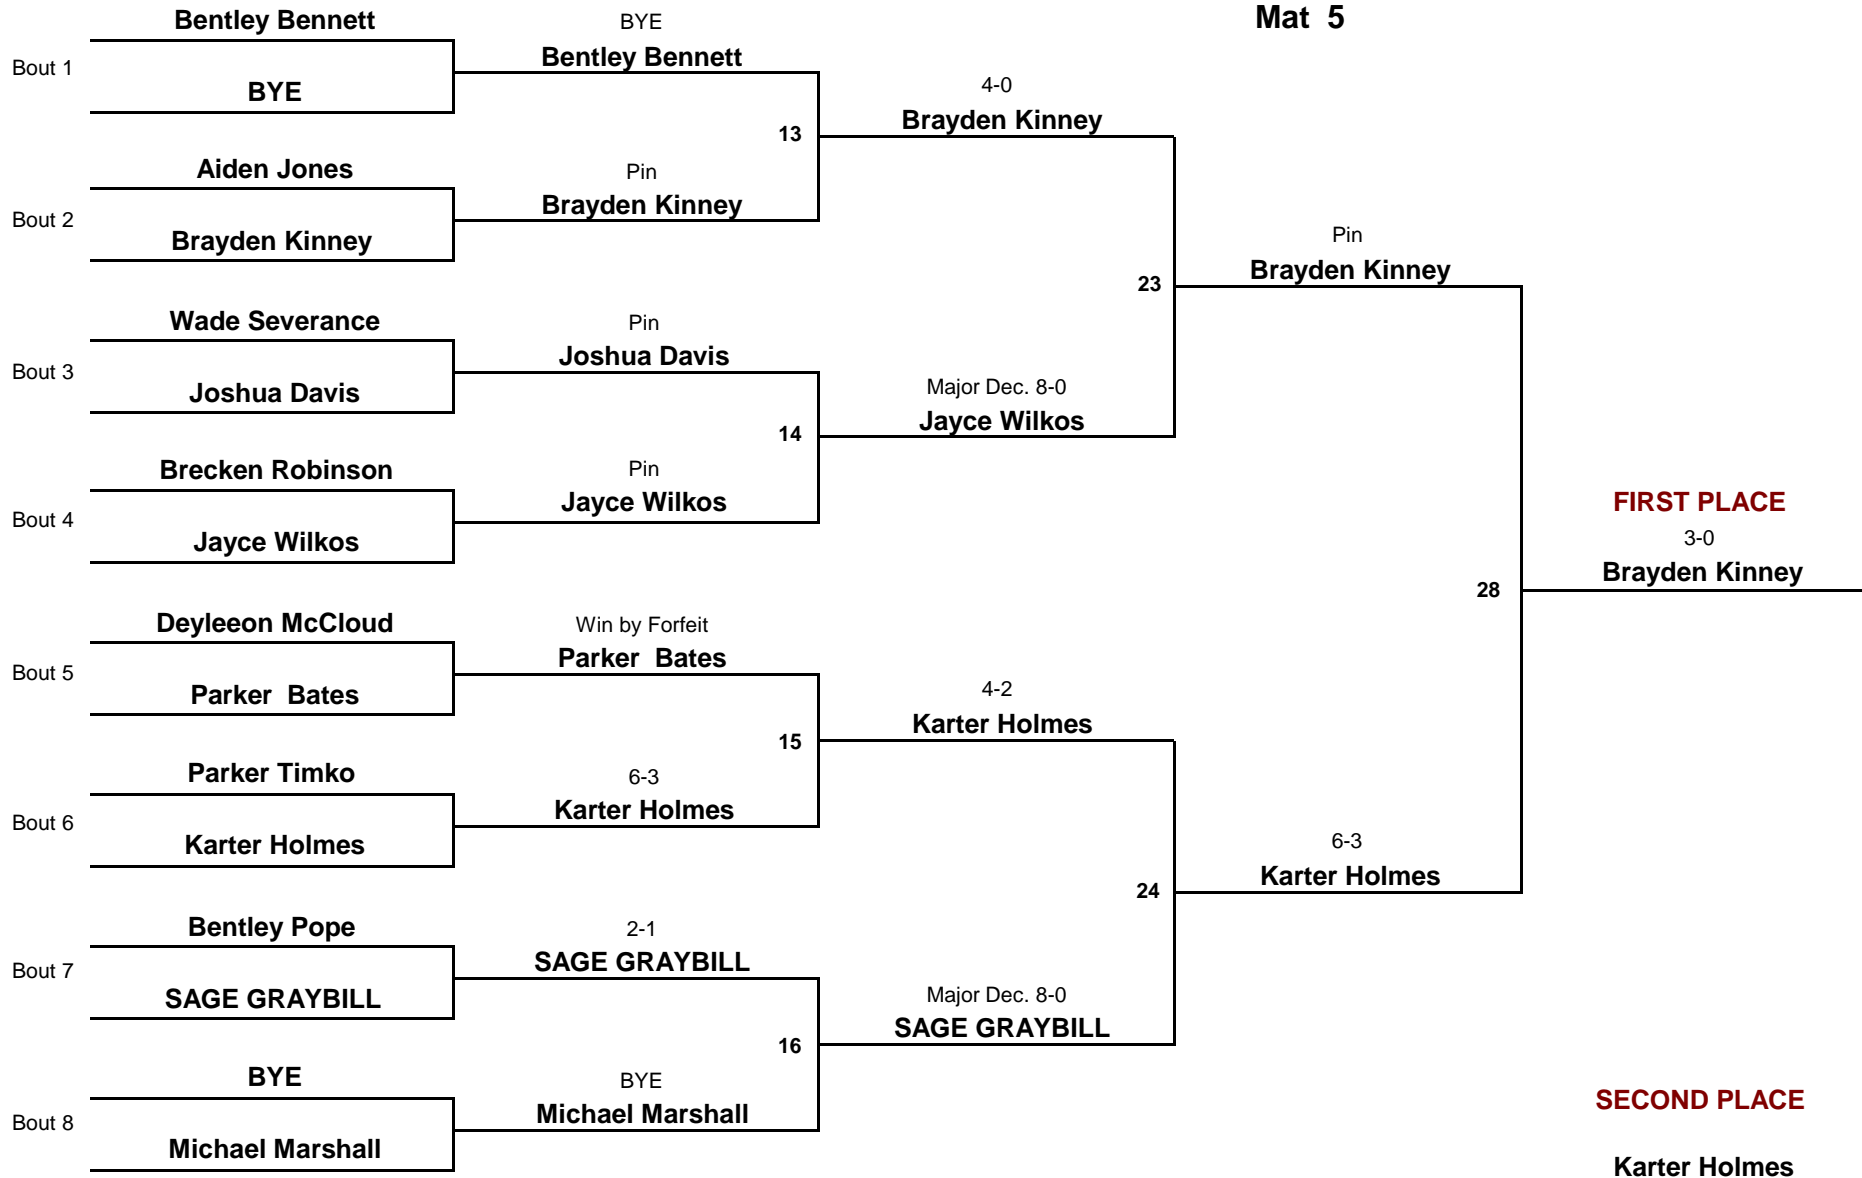 Mat  5
Bentley Bennett
Bout 1
BYE
Aiden Jones
Bout 2
Brayden Kinney
Wade Severance
Bout 3
Joshua Davis
Brecken Robinson
Bout 4
Jayce Wilkos
Deyleeon McCloud
Bout 5
Parker  Bates
Parker Timko
Bout 6
Karter Holmes
Bentley Pope
Bout 7
SAGE GRAYBILL
BYE
Bout 8
Michael Marshall
BYE
Bentley Bennett
13
Pin
Brayden Kinney
Pin
Joshua Davis
14
Pin
Jayce Wilkos
Win by Forfeit
Parker  Bates
15
6-3
Karter Holmes
2-1
SAGE GRAYBILL
16
BYE
Michael Marshall
4-0
Brayden Kinney
23
Major Dec. 8-0
Jayce Wilkos
4-2
Karter Holmes
24
Major Dec. 8-0
SAGE GRAYBILL
Pin
Brayden Kinney
28
6-3
Karter Holmes
FIRST PLACE
3-0
Brayden Kinney
SECOND PLACE
Karter Holmes